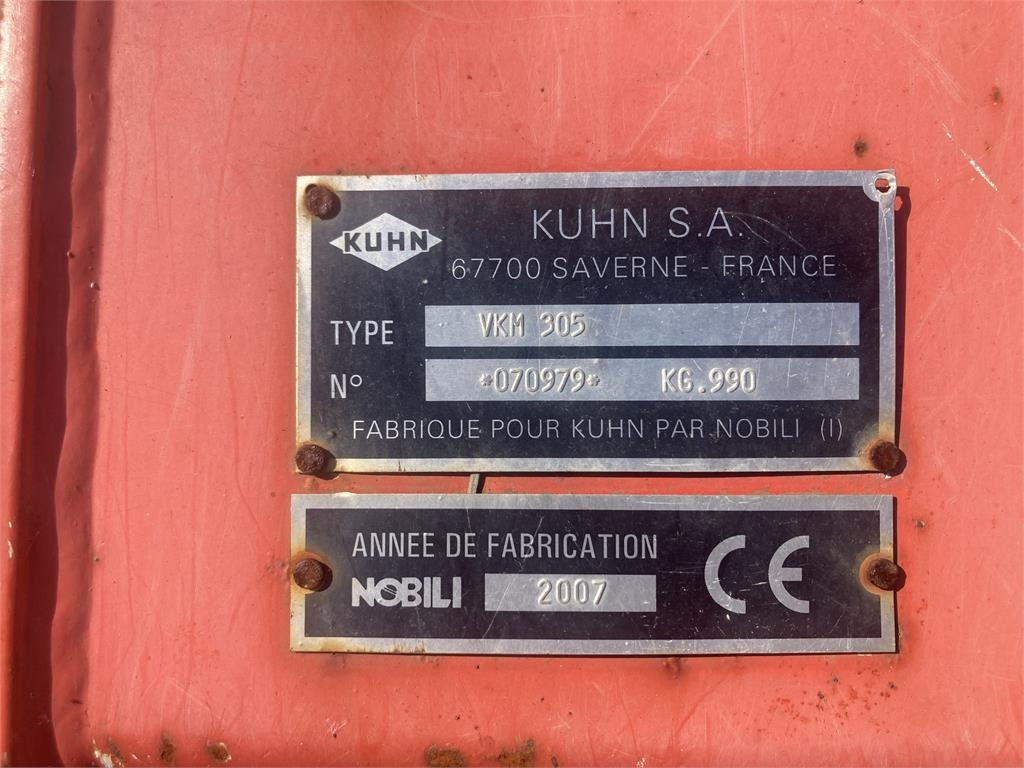 KUHN
KUHN S.A.
67700 SAVERNE - FRANCE
TYPE VKM 305
N° *070979* KG.990
FABRIQUE POUR KUHN PAR NOBILI (I)
ANNEE DE FABRICATION
NOBILI 2007
CE